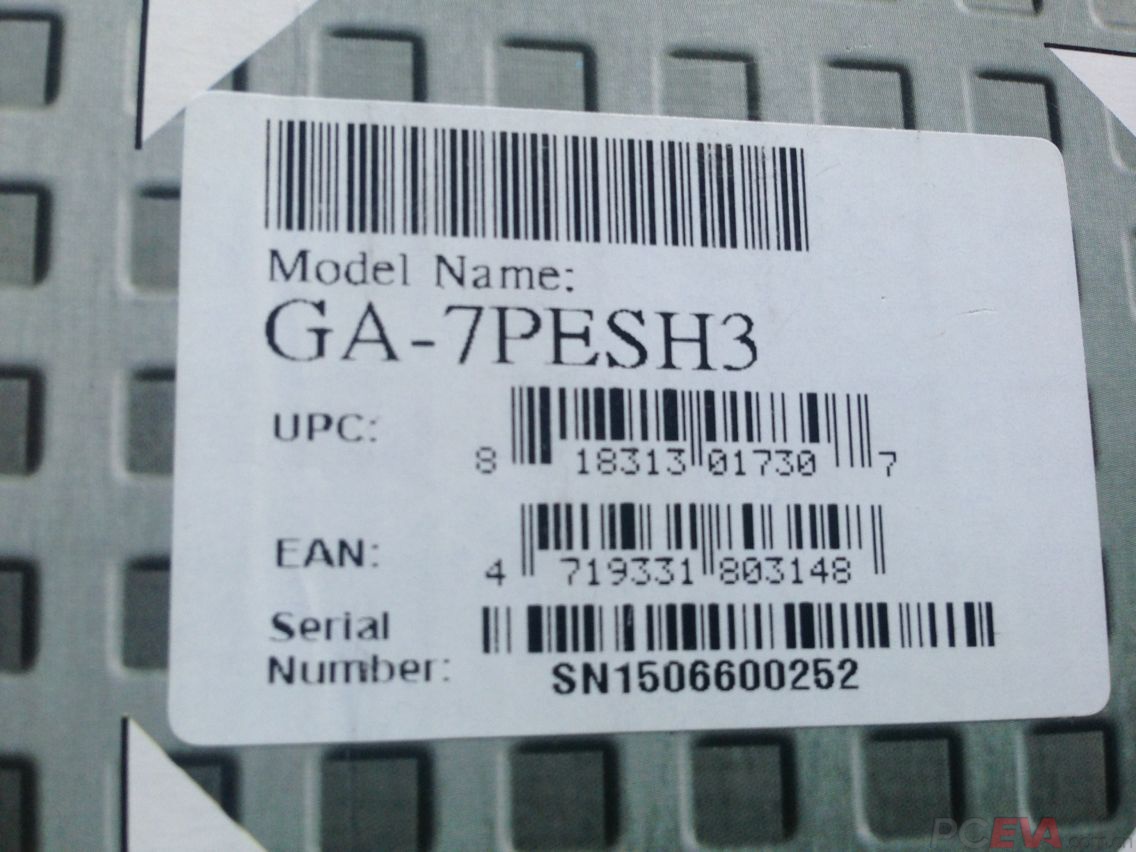 Model Name:
GA-7PESH3
UPC:
8 18313 01730 7
EAN:
4 719331 803148
Serial
Number:
SN1506600252
PCEVA